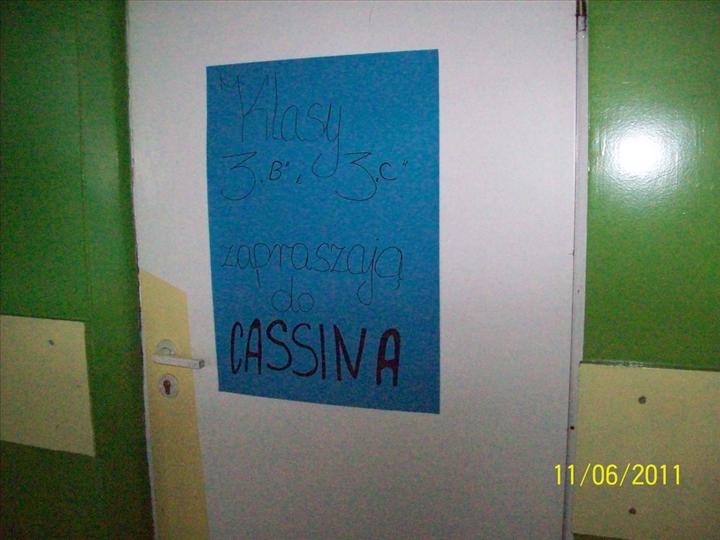 Klasy
3 „B", 3 „C"
zapraszają
do
CASSINA
11/06/2011